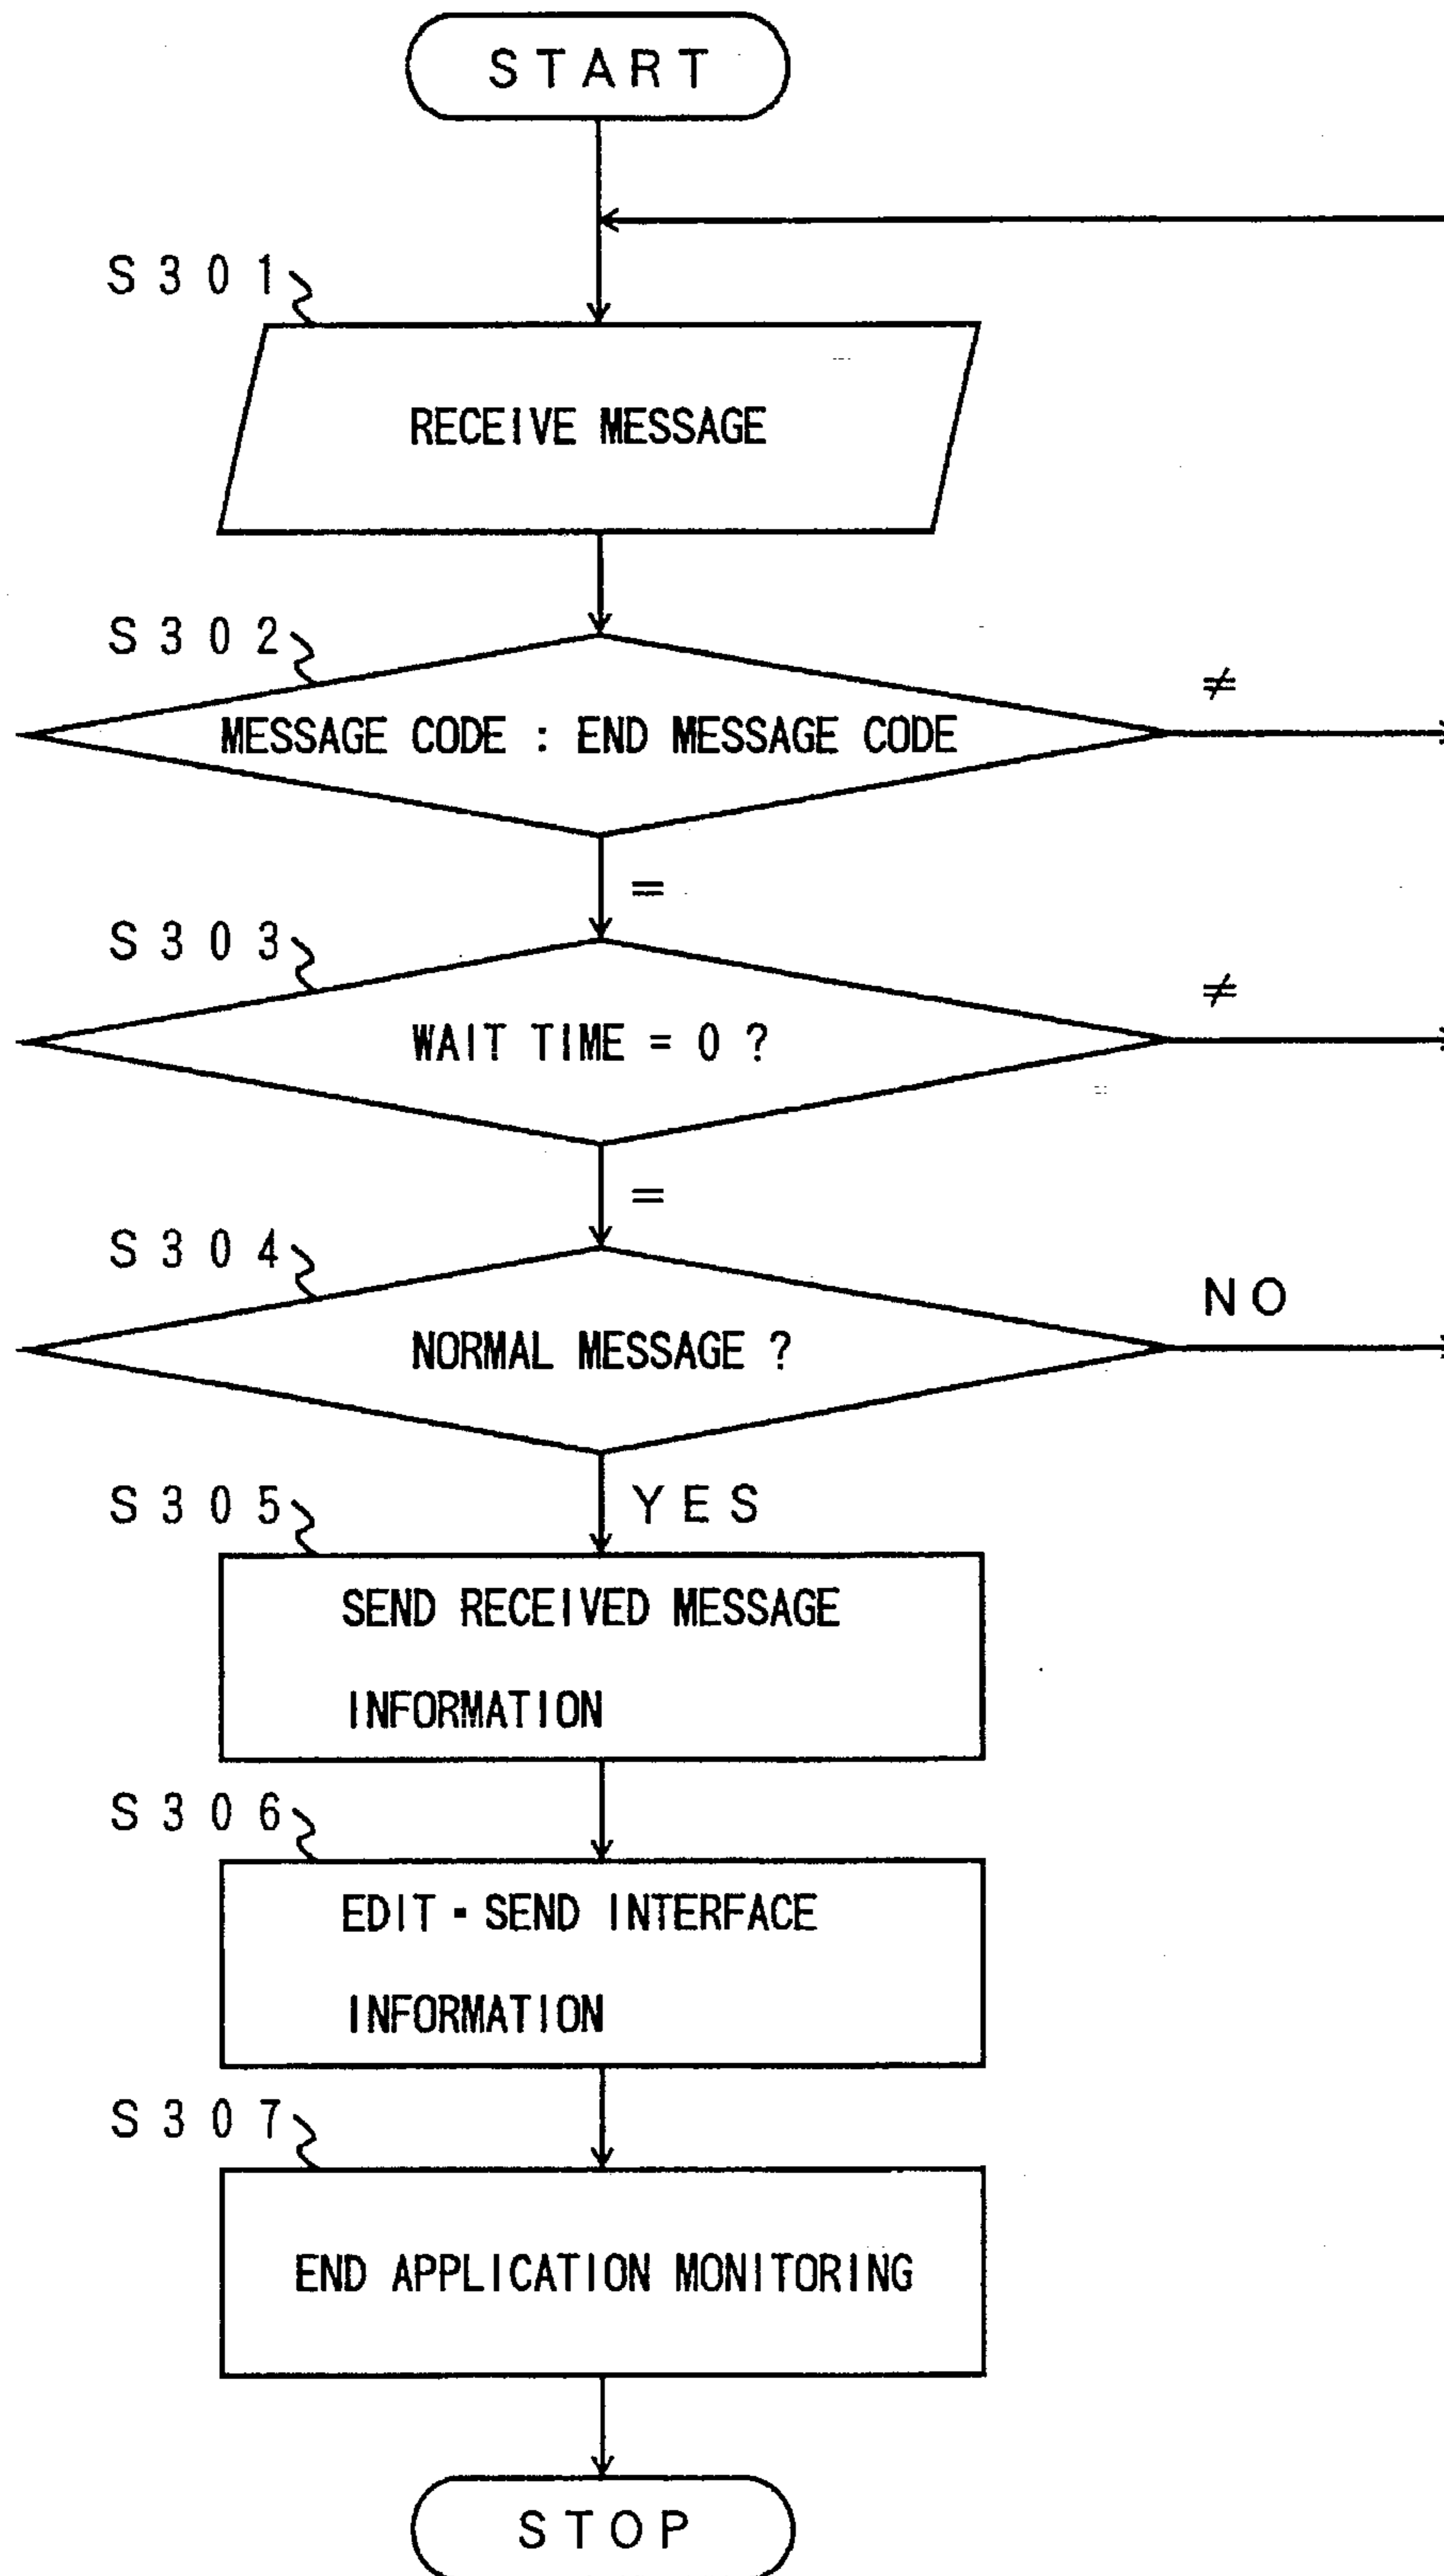 START
S301
RECEIVE MESSAGE
S302
≠
MESSAGE CODE : END MESSAGE CODE
=
S303
≠
WAIT TIME = 0 ?
=
S304
NO
NORMAL MESSAGE ?
S305
YES
SEND RECEIVED MESSAGE
INFORMATION
S306
EDIT - SEND INTERFACE
INFORMATION
S307
END APPLICATION MONITORING
STOP